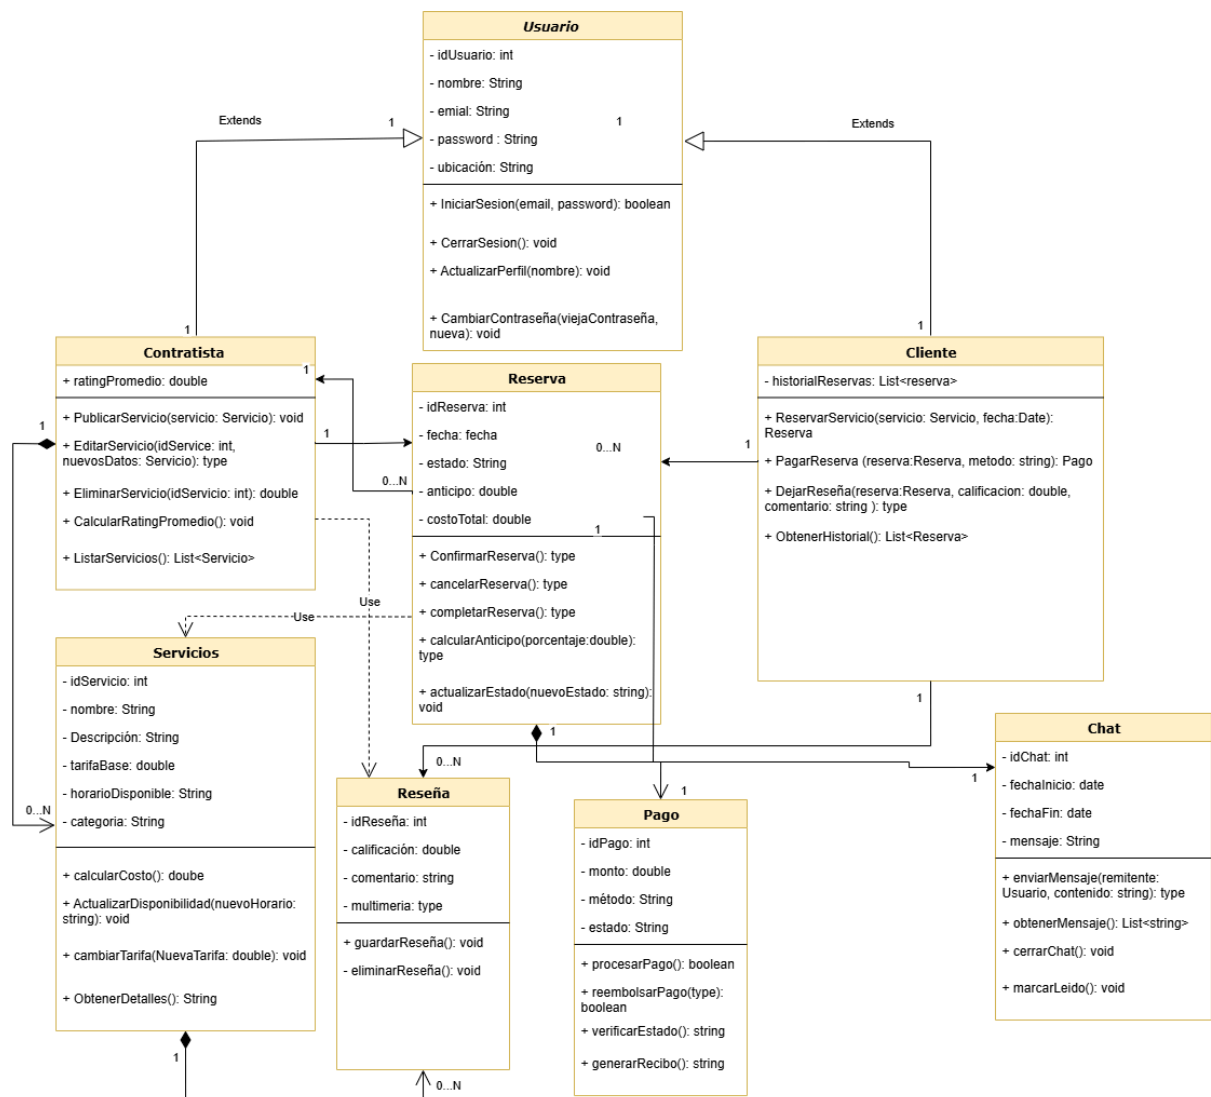 Usuario
- idUsuario: int
- nombre: String
- emial: String
- password : String
- ubicación: String
+ IniciarSesion(email, password): boolean
+ CerrarSesion(): void
+ ActualizarPerfil(nombre): void
+ CambiarContraseña(viejaContraseña,
nueva): void
Extends
1
1
Extends
1
1
Contratista
+ ratingPromedio: double
+ PublicarServicio(servicio: Servicio): void
+ EditarServicio(idService: int,
nuevosDatos: Servicio): type
+ EliminarServicio(idServicio: int): double
+ CalcularRatingPromedio(): void
+ ListarServicios(): List<Servicio>
1
1
1
0...N
Reserva
- idReserva: int
- fecha: fecha
- estado: String
- anticipo: double
- costoTotal: double
+ ConfirmarReserva(): type
+ cancelarReserva(): type
+ completarReserva(): type
+ calcularAnticipo(porcentaje:double):
type
+ actualizarEstado(nuevoEstado: string):
void
0...N
1
1
1
Cliente
- historialReservas: List<reserva>
+ ReservarServicio(servicio: Servicio, fecha:Date):
Reserva
+ PagarReserva (reserva:Reserva, metodo: string): Pago
+ DejarReseña(reserva:Reserva, calificacion: double,
comentario: string ): type
+ ObtenerHistorial(): List<Reserva>
1
Use
Use
Servicios
- idServicio: int
- nombre: String
- Descripción: String
- tarifaBase: double
- horarioDisponible: String
- categoria: String
+ calcularCosto(): doube
+ ActualizarDisponibilidad(nuevoHorario:
string): void
+ cambiarTarifa(NuevaTarifa: double): void
+ ObtenerDetalles(): String
0...N
1
0...N
Reseña
- idReseña: int
- calificación: double
- comentario: string
- multimeria: type
+ guardarReseña(): void
- eliminarReseña(): void
0...N
1
Pago
- idPago: int
- monto: double
- método: String
- estado: String
+ procesarPago(): boolean
+ reembolsarPago(type):
boolean
+ verificarEstado(): string
+ generarRecibo(): string
1
Chat
- idChat: int
- fechaInicio: date
- fechaFin: date
- mensaje: String
+ enviarMensaje(remitente:
Usuario, contenido: string): type
+ obtenerMensaje(): List<string>
+ cerrarChat(): void
+ marcarLeido(): void